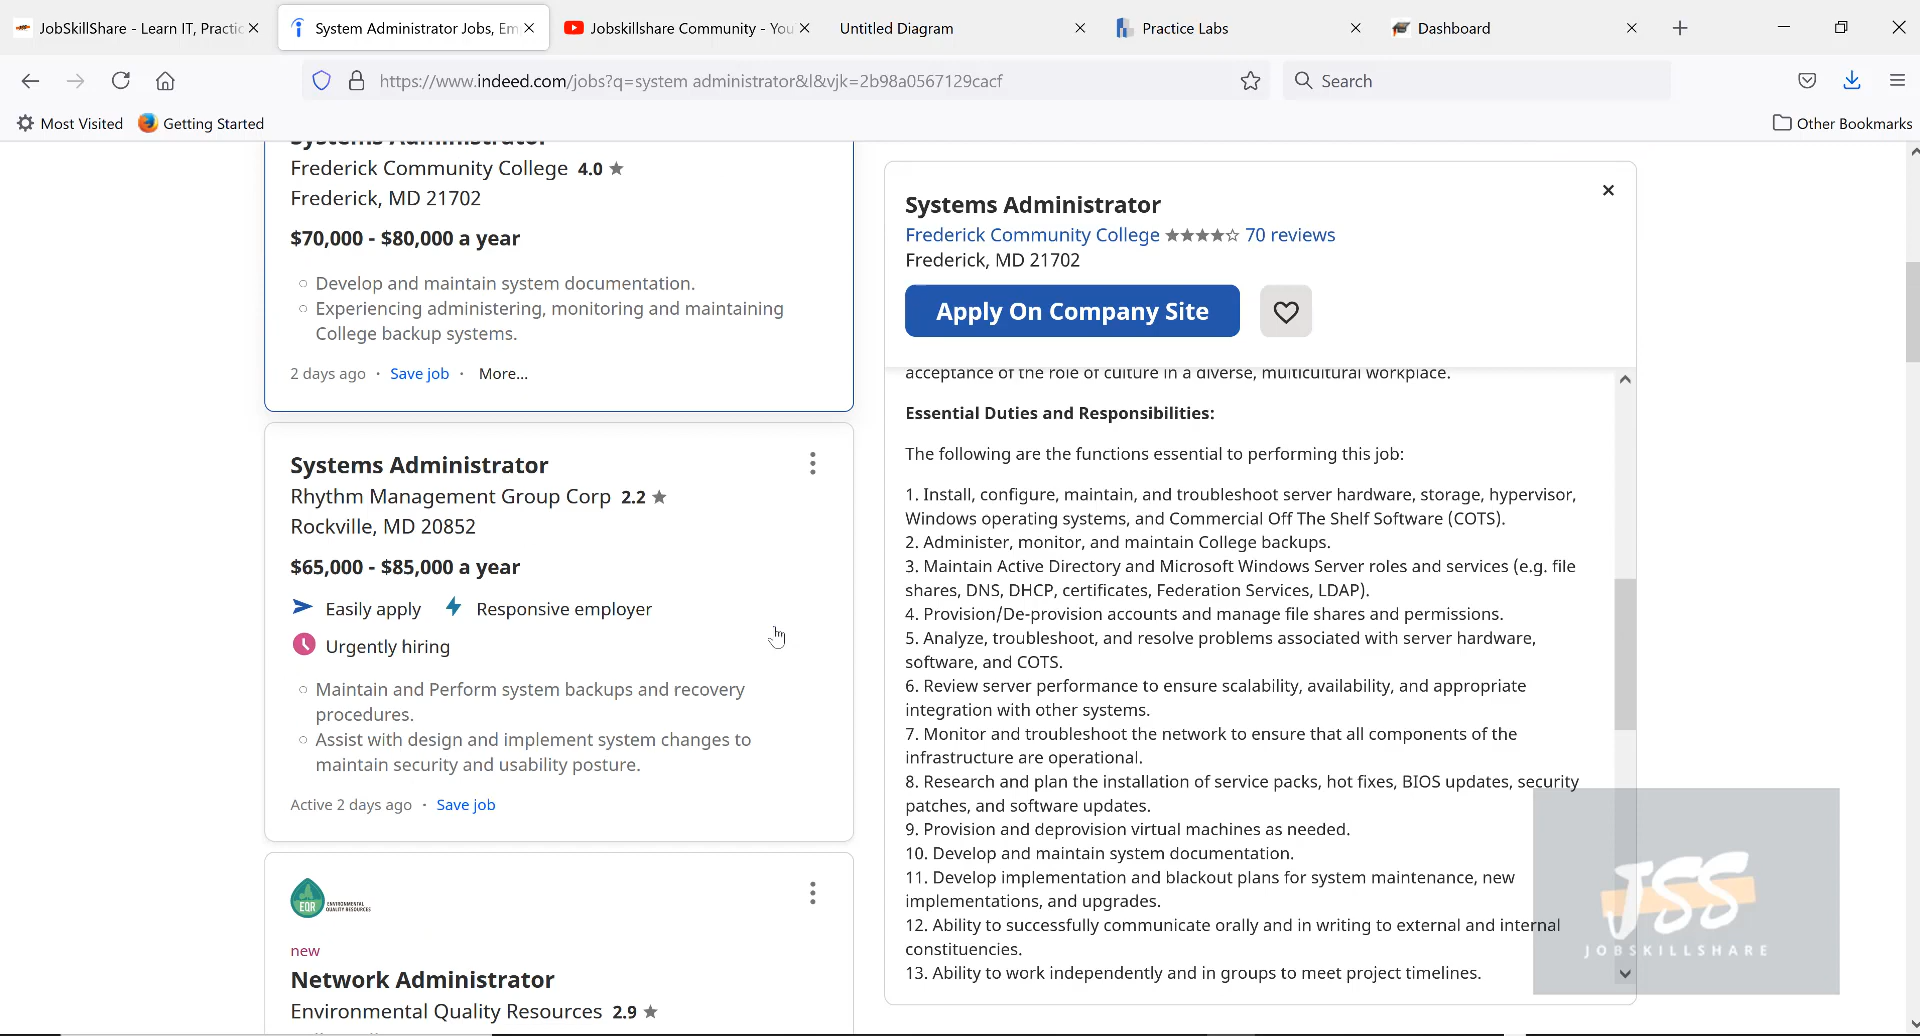 JobSkillShare - Learn IT, Practic
System Administrator Jobs, Em
Jobskillshare Community - You
Untitled Diagram
Practice Labs
Dashboard
https://www.indeed.com/jobs?q=system administrator&l&vjk=2b98a0567129cacf
Search
Most Visited
Getting Started
Other Bookmarks
Systems Administrator
Frederick Community College 4.0
Frederick, MD 21702
$70,000 - $80,000 a year
Develop and maintain system documentation.
Experiencing administering, monitoring and maintaining
College backup systems.
2 days ago · Save job · More...
Systems Administrator
Rhythm Management Group Corp 2.2
Rockville, MD 20852
$65,000 - $85,000 a year
Easily apply
Responsive employer
Urgently hiring
Maintain and Perform system backups and recovery
procedures.
Assist with design and implement system changes to
maintain security and usability posture.
Active 2 days ago · Save job
EQR
ENVIRONMENTAL
QUALITY RESOURCES
new
Network Administrator
Environmental Quality Resources 2.9
Systems Administrator
Frederick Community College
70 reviews
Frederick, MD 21702
Apply On Company Site
acceptance of the role of culture in a diverse, multicultural workplace.
Essential Duties and Responsibilities:
The following are the functions essential to performing this job:
1. Install, configure, maintain, and troubleshoot server hardware, storage, hypervisor,
Windows operating systems, and Commercial Off The Shelf Software (COTS).
2. Administer, monitor, and maintain College backups.
3. Maintain Active Directory and Microsoft Windows Server roles and services (e.g. file
shares, DNS, DHCP, certificates, Federation Services, LDAP).
4. Provision/De-provision accounts and manage file shares and permissions.
5. Analyze, troubleshoot, and resolve problems associated with server hardware,
software, and COTS.
6. Review server performance to ensure scalability, availability, and appropriate
integration with other systems.
7. Monitor and troubleshoot the network to ensure that all components of the
infrastructure are operational.
8. Research and plan the installation of service packs, hot fixes, BIOS updates, security
patches, and software updates.
9. Provision and deprovision virtual machines as needed.
10. Develop and maintain system documentation.
11. Develop implementation and blackout plans for system maintenance, new
implementations, and upgrades.
12. Ability to successfully communicate orally and in writing to external and internal
constituencies.
13. Ability to work independently and in groups to meet project timelines.
JSS
JOBSKILLSHARE